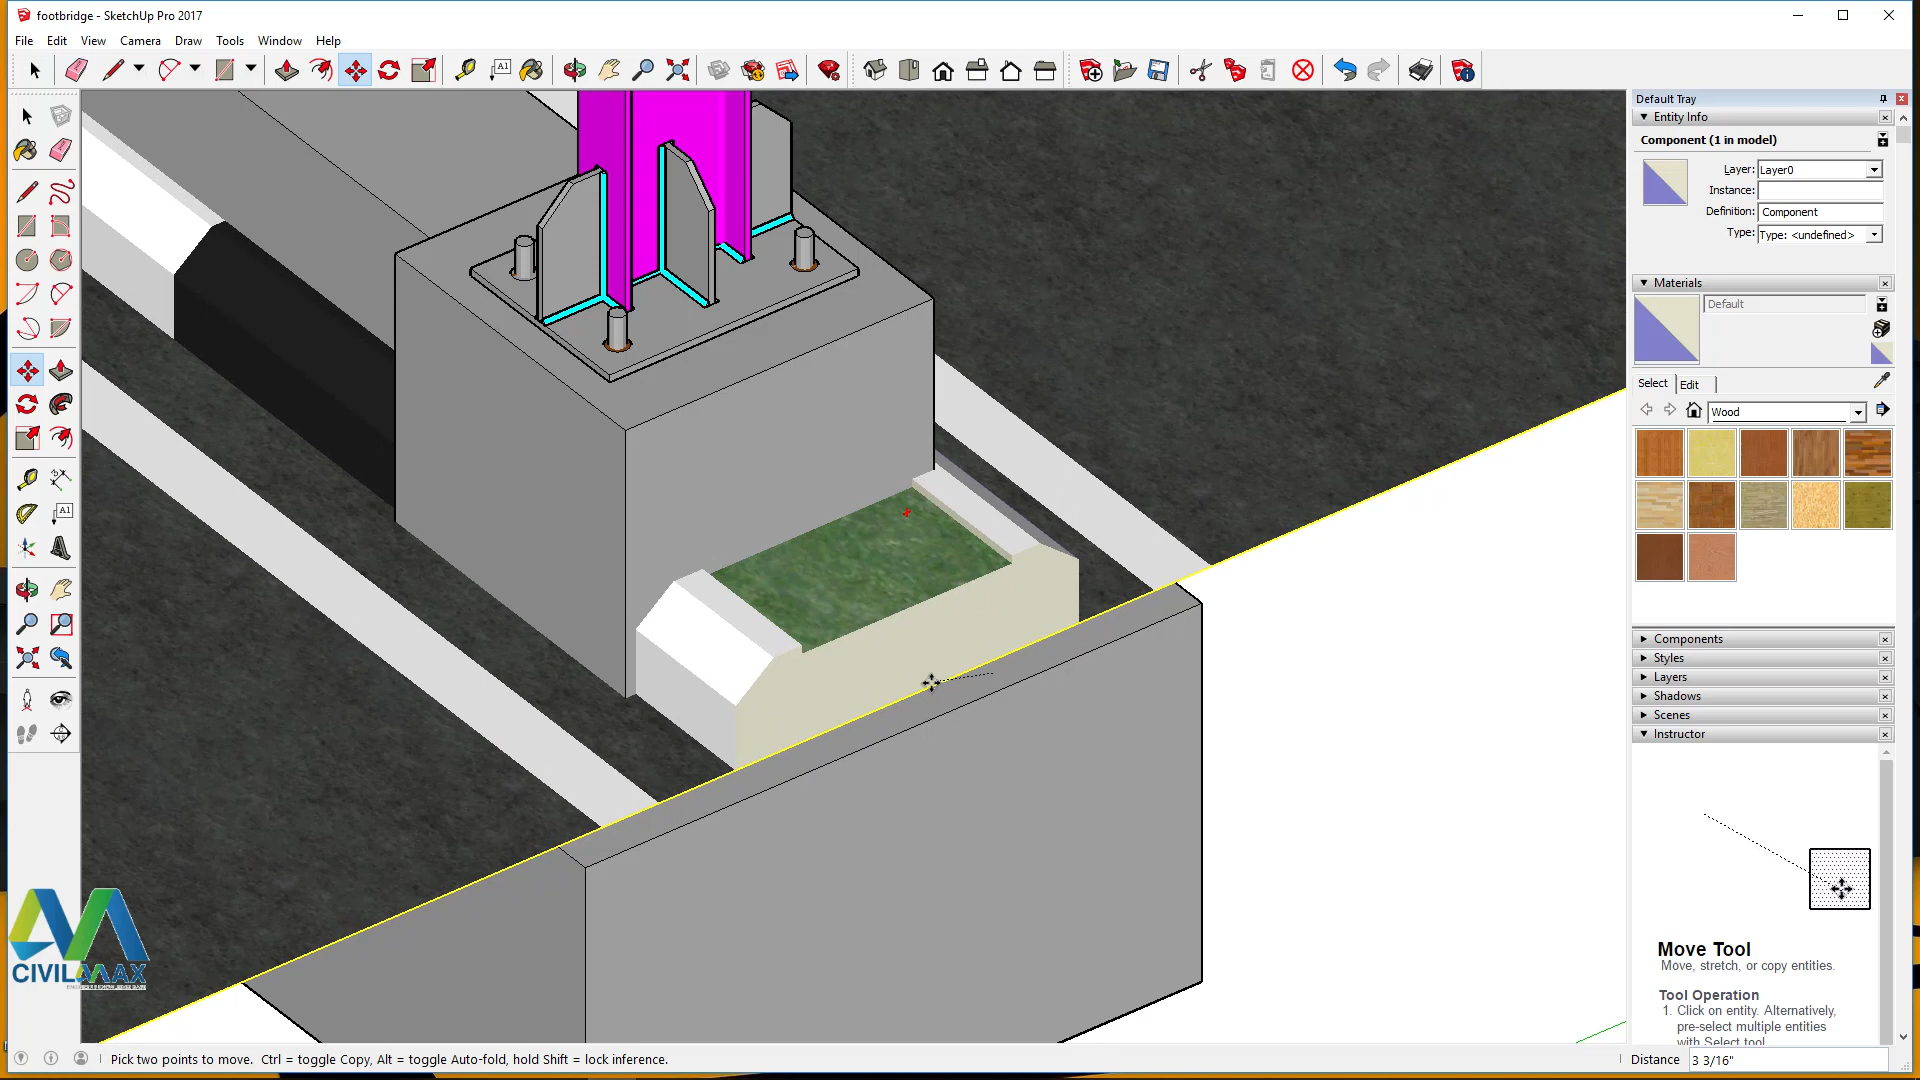 footbridge - SketchUp Pro 2017
File Edit View Camera Draw Tools Window Help
A1
Default Tray
Entity Info
Component (1 in model)
Layer: Layer0
Instance:
Definition: Component
Type: Type: <undefined>
Materials
Default
Select Edit
Wood
A1
Components
Styles
Layers
Shadows
Scenes
Instructor
Move Tool
Move, stretch, or copy entities.
Tool Operation
1. Click on entity. Alternatively,
pre-select multiple entities
with Select tool
CIVILMAX
Pick two points to move. Ctrl = toggle Copy, Alt = toggle Auto-fold, hold Shift = lock inference.
Distance 3 3/16"